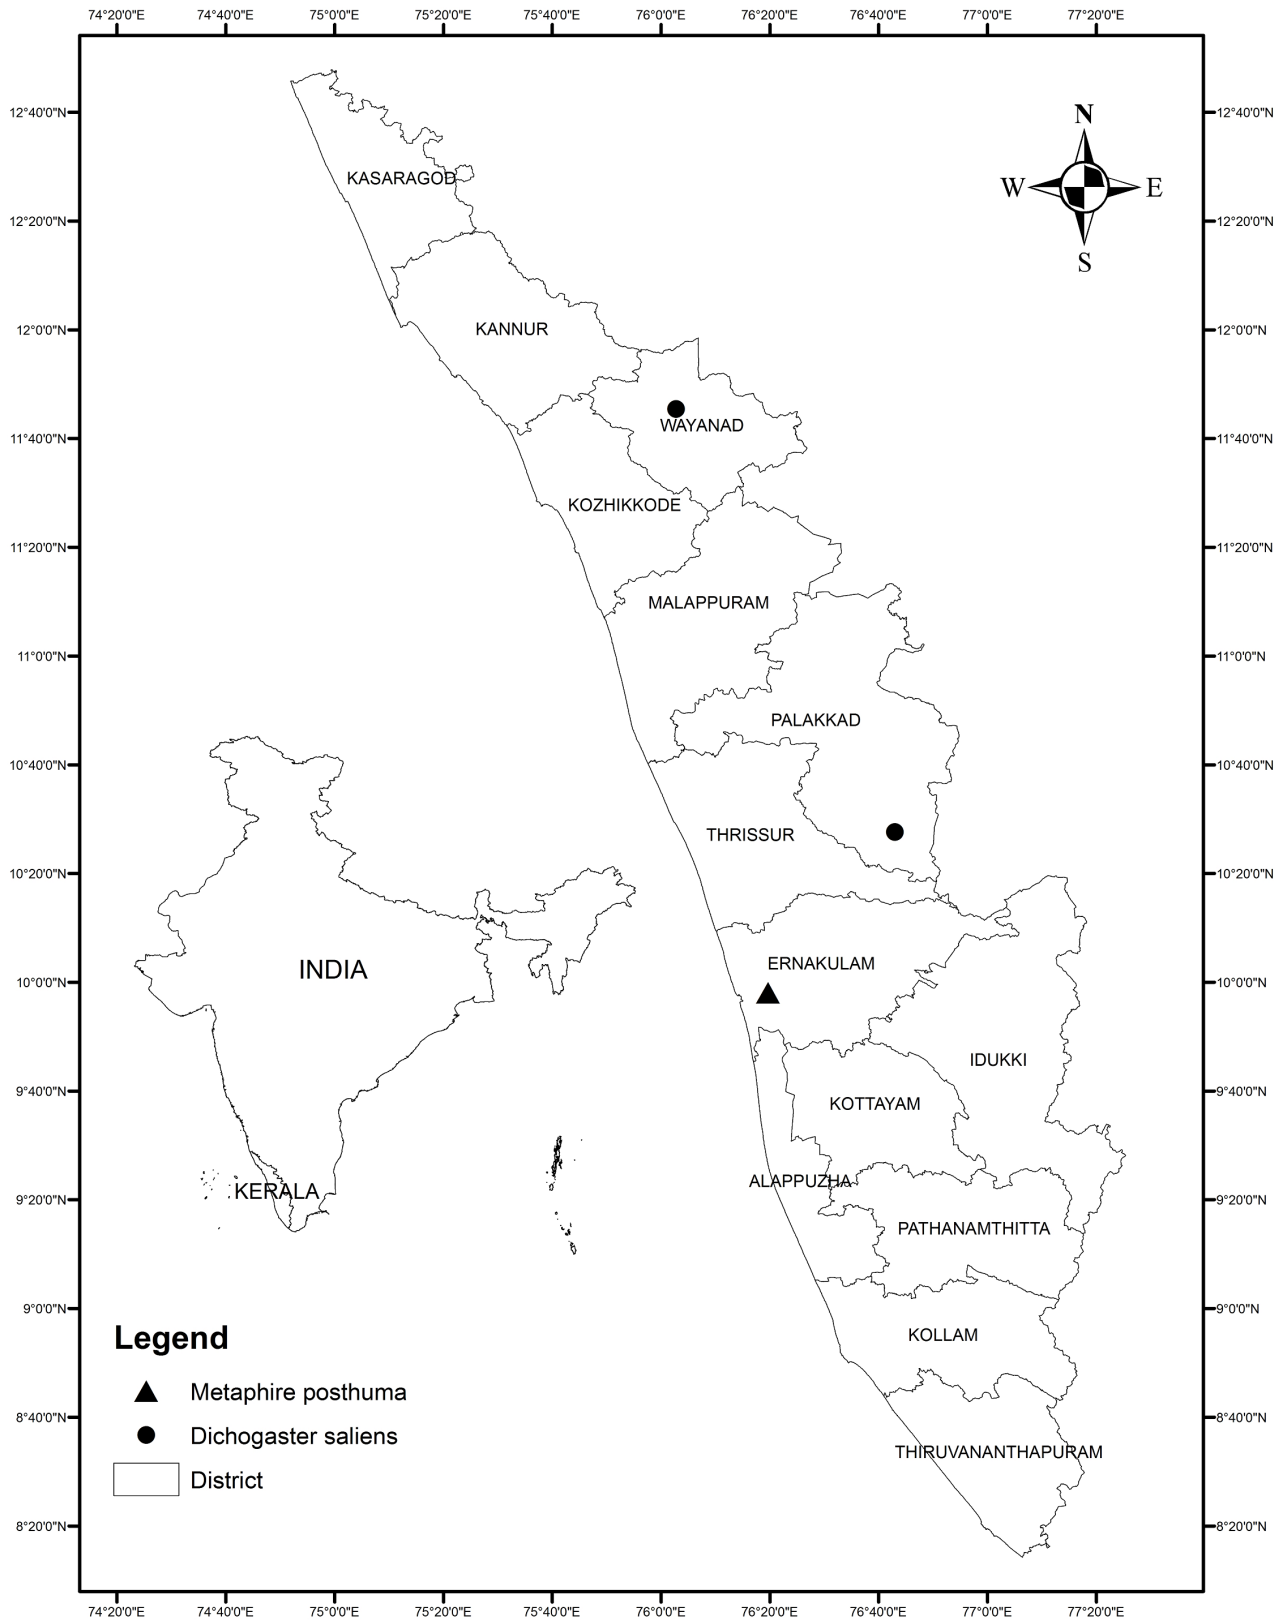 74°20'0"E 74°40'0"E 75°0'0"E 75°20'0"E 75°40'0"E 76°0'0"E 76°20'0"E 76°40'0"E 77°0'0"E 77°20'0"E
12°40'0"N 12°40'0"N
N
W E
S
KASARAGOD
12°20'0"N 12°20'0"N
KANNUR
12°0'0"N 12°0'0"N
WAYANAD
11°40'0"N 11°40'0"N
KOZHIKKODE
11°20'0"N 11°20'0"N
MALAPPURAM
11°0'0"N 11°0'0"N
PALAKKAD
10°40'0"N 10°40'0"N
THRISSUR
10°20'0"N 10°20'0"N
ERNAKULAM
INDIA
10°0'0"N 10°0'0"N
IDUKKI
9°40'0"N 9°40'0"N
KOTTAYAM
ALAPPUZHA
KERALA
9°20'0"N 9°20'0"N
PATHANAMTHITTA
9°0'0"N 9°0'0"N
KOLLAM
Legend
Metaphire posthuma
8°40'0"N 8°40'0"N
Dichogaster saliens
THIRUVANANTHAPURAM
District
8°20'0"N 8°20'0"N
74°20'0"E 74°40'0"E 75°0'0"E 75°20'0"E 75°40'0"E 76°0'0"E 76°20'0"E 76°40'0"E 77°0'0"E 77°20'0"E